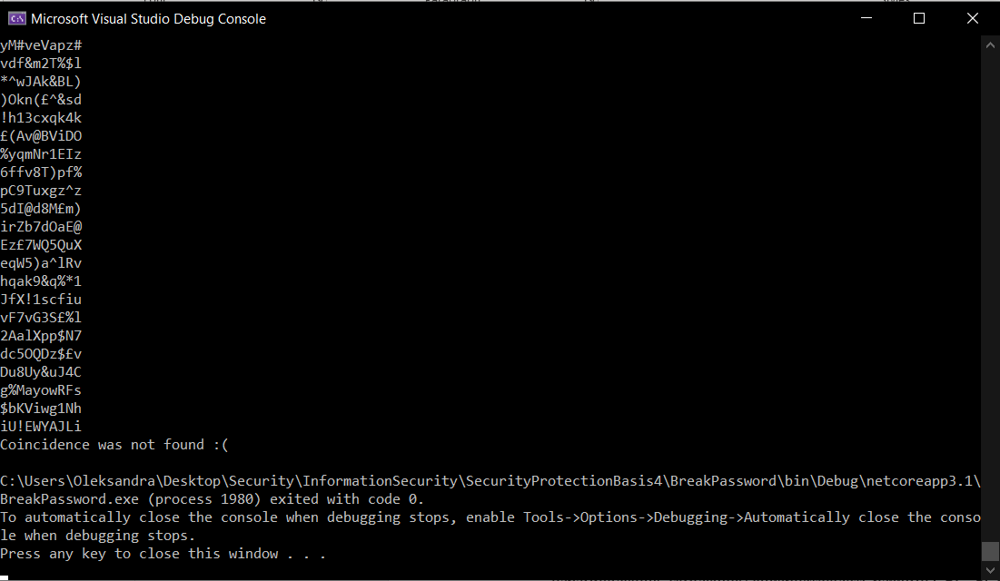 Microsoft Visual Studio Debug Console
yM#veVapz#
vdf&m2T%$l
*^wJAk&BL)
)Okn(£^&sd
!h13cxqk4k
£(Av@BViDO
%yqmNr1EIz
6ffv8T)pf%
pC9Tuxgz^z
5dI@d8M£m)
irZb7dOaE@
Ez£7WQ5QuX
eqW5)a^lRv
hqak9&q%*1
JfX!1scfiu
vF7vG3S£%l
2AalXpp$N7
dc5OQDz$£v
Du8Uy&uJ4C
g%MayowRFs
$bKViwg1Nh
iU!EWYAJLi
Coincidence was not found :(
C:\Users\Oleksandra\Desktop\Security\InformationSecurity\SecurityProtectionBasis4\BreakPassword\bin\Debug\netcoreapp3.1\
BreakPassword.exe (process 1980) exited with code 0.
To automatically close the console when debugging stops, enable Tools->Options->Debugging->Automatically close the conso
le when debugging stops.
Press any key to close this window . . .